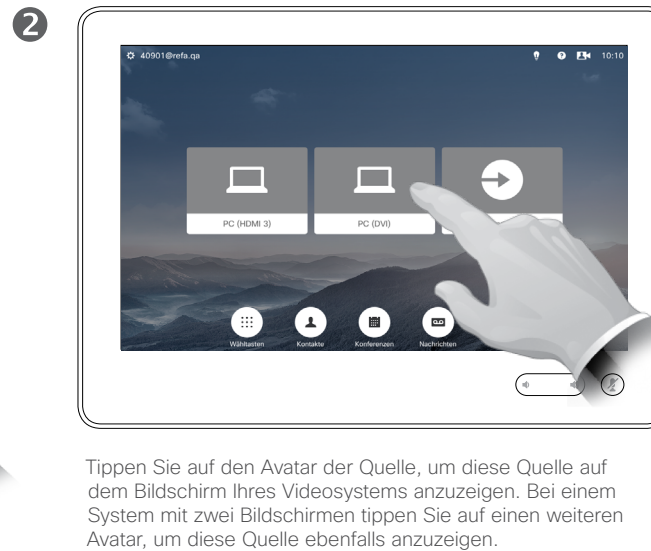 2
40901@refa.qa
10:10
PC (HDMI 3)
PC (DVI)
Wähltasten
Kontakte
Konferenzen
Nachrichten
Tippen Sie auf den Avatar der Quelle, um diese Quelle auf
dem Bildschirm Ihres Videosystems anzuzeigen. Bei einem
System mit zwei Bildschirmen tippen Sie auf einen weiteren
Avatar, um diese Quelle ebenfalls anzuzeigen.